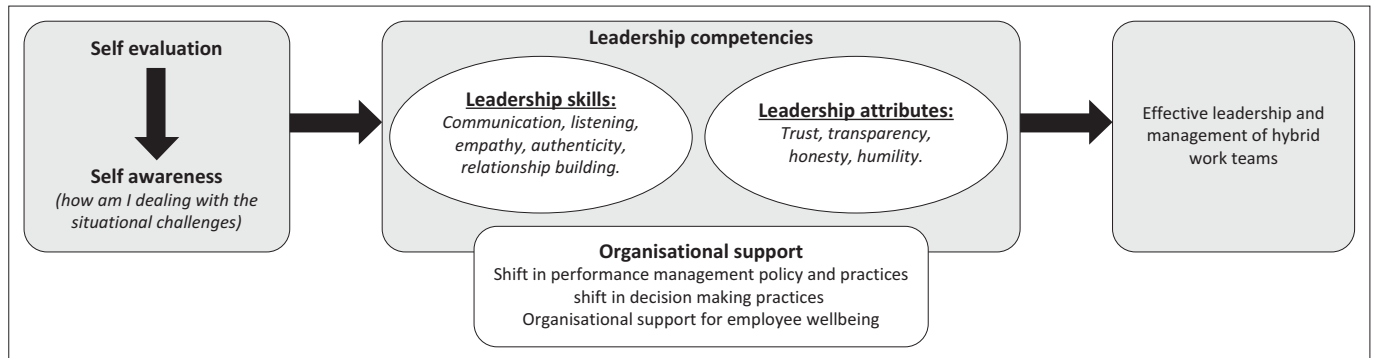 Self evaluation
Self awareness
(how am I dealing with the
situational challenges)
Leadership competencies
Leadership skills:
Communication, listening,
empathy, authenticity,
relationship building.
Leadership attributes:
Trust, transparency,
honesty, humility.
Organisational support
Shift in performance management policy and practices
shift in decision making practices
Organisational support for employee wellbeing
Effective leadership and
management of hybrid
work teams